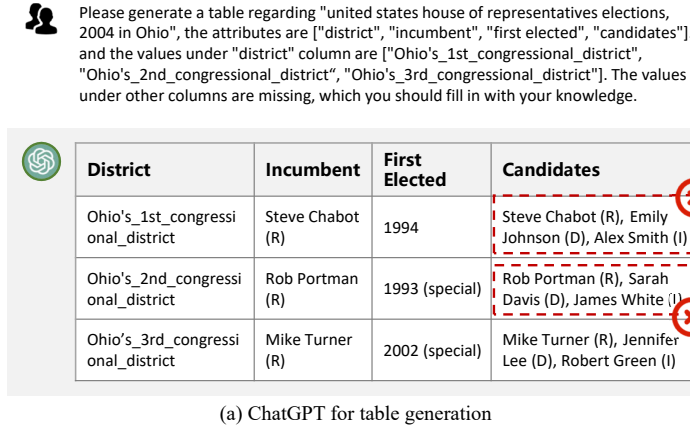 Please generate a table regarding "united states house of representatives elections,
2004 in Ohio", the attributes are ["district", "incumbent", "first elected", "candidates"]
and the values under "district" column are ["Ohio's_1st_congressional_district",
"Ohio's_2nd_congressional_district“, "Ohio's_3rd_congressional_district"]. The values
under other columns are missing, which you should fill in with your knowledge.
District Incumbent First Elected Candidates
Ohio's_1st_congressi Steve Chabot 1994 Steve Chabot (R), Emily
onal_district (R) Johnson (D), Alex Smith (I)
Ohio's_2nd_congressi Rob Portman 1993 (special) Rob Portman (R), Sarah
onal_district (R) Davis (D), James White (I)
Ohio’s_3rd_congressi Mike Turner 2002 (special) Mike Turner (R), Jennifer
onal_district (R) Lee (D), Robert Green (I)
(a) ChatGPT for table generation